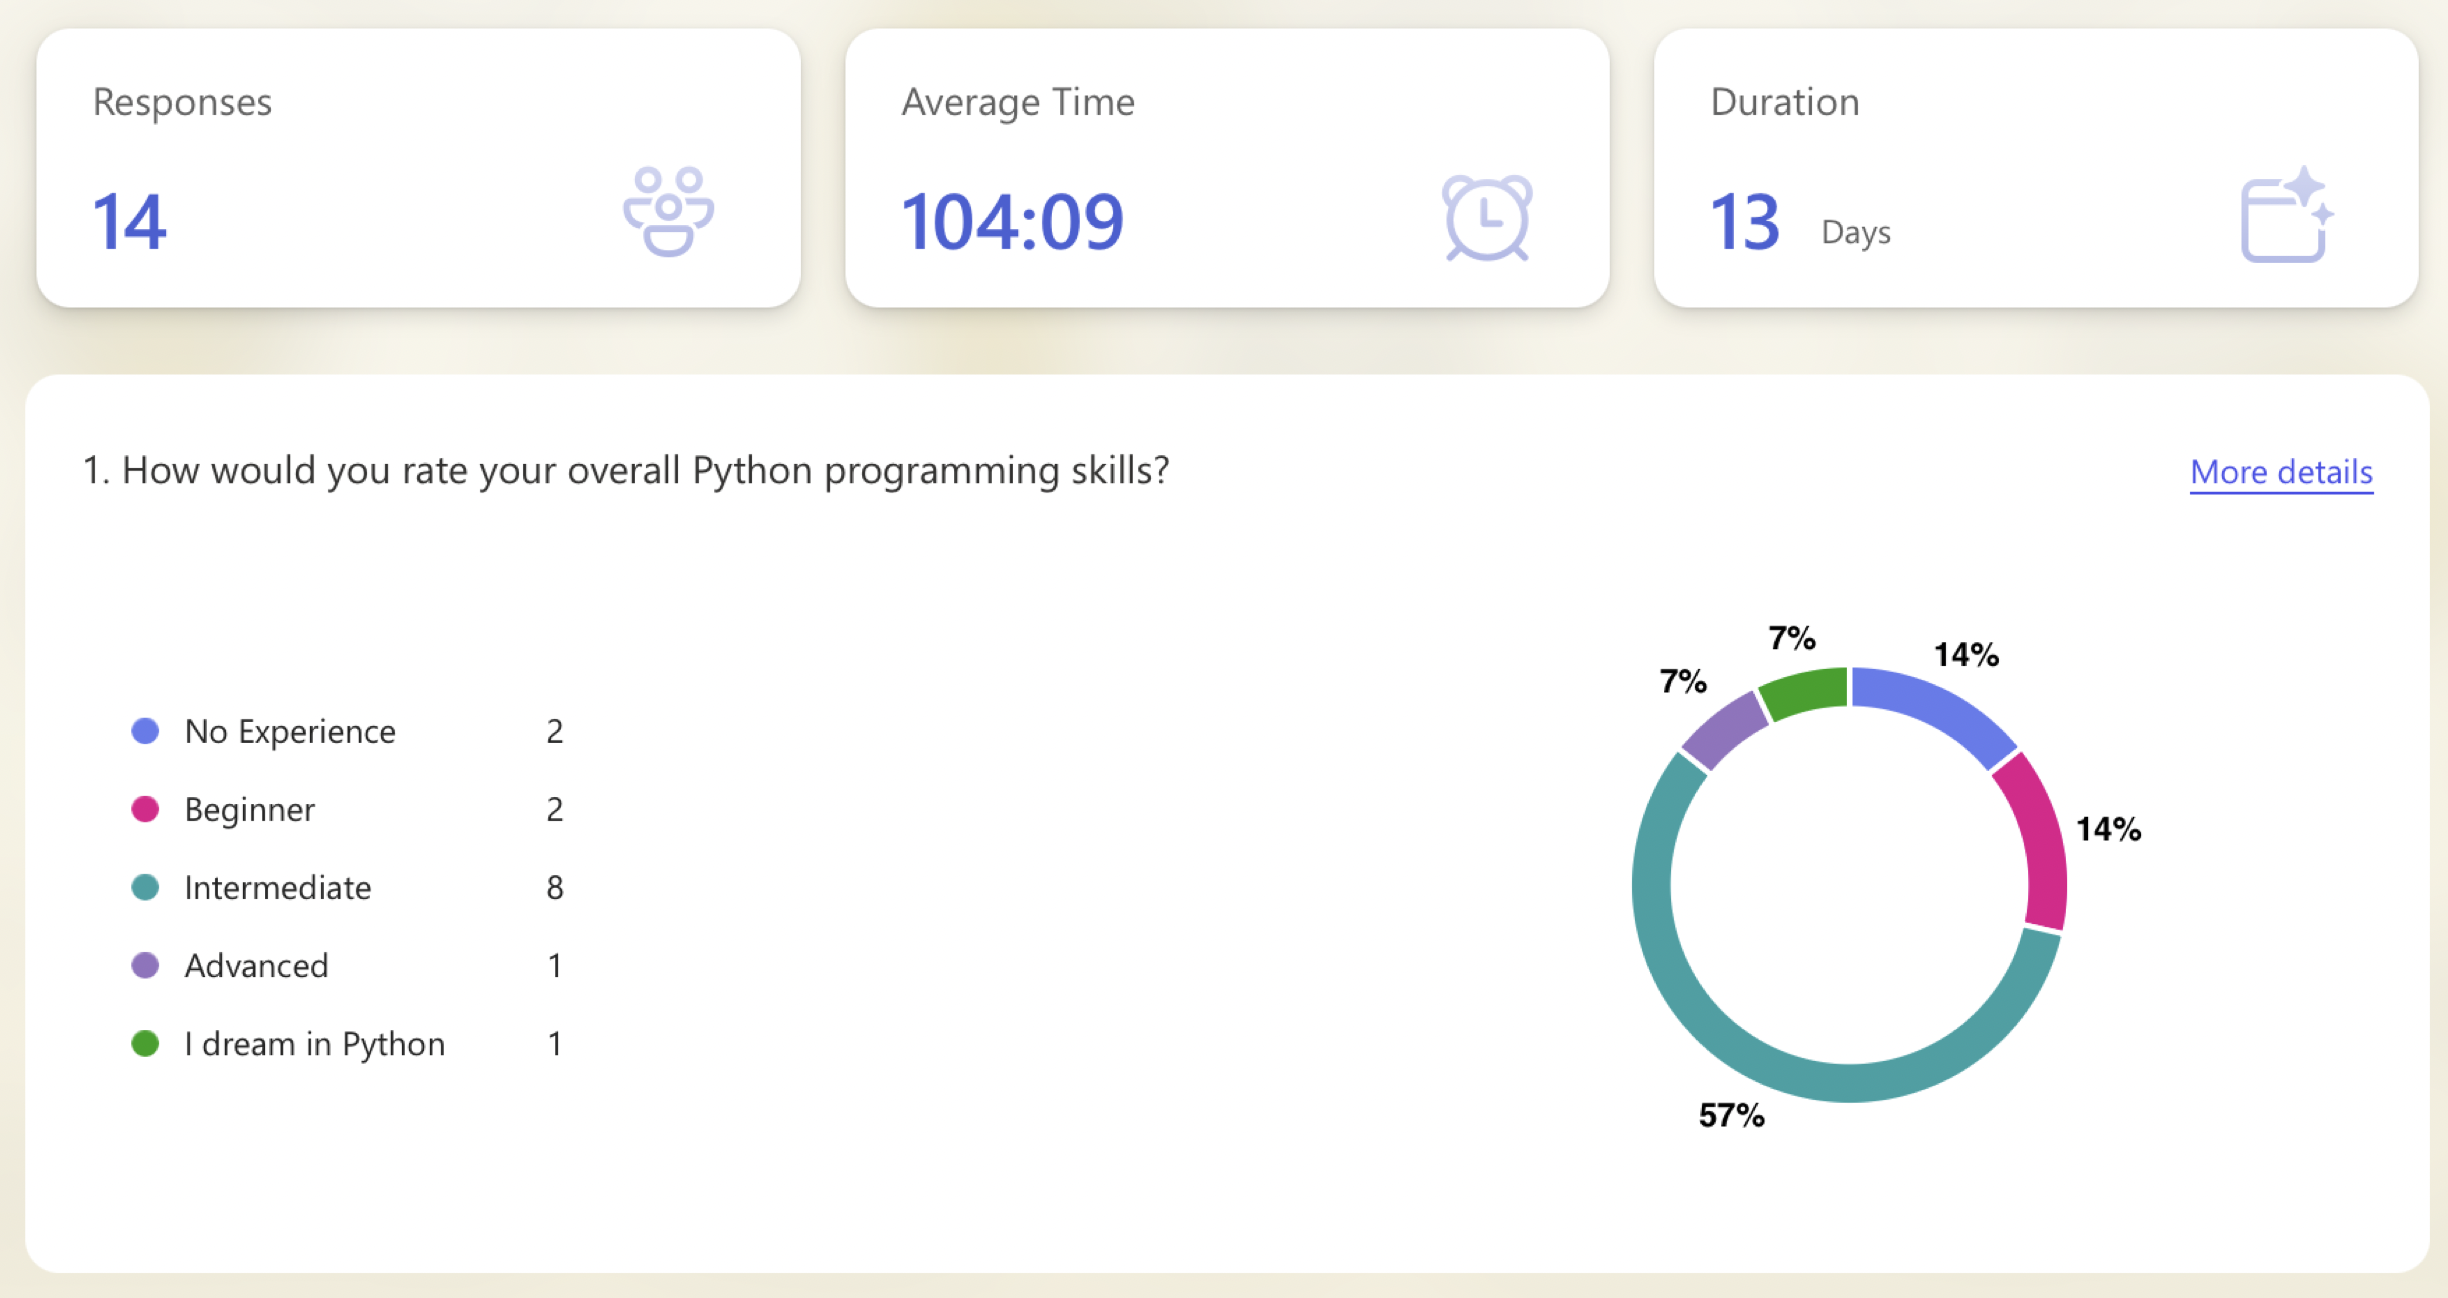 Responses
14
Average Time
104:09
Duration
13 Days
1. How would you rate your overall Python programming skills?
More details
No Experience 2
Beginner 2
Intermediate 8
Advanced 1
I dream in Python 1
7%
14%
7%
14%
57%